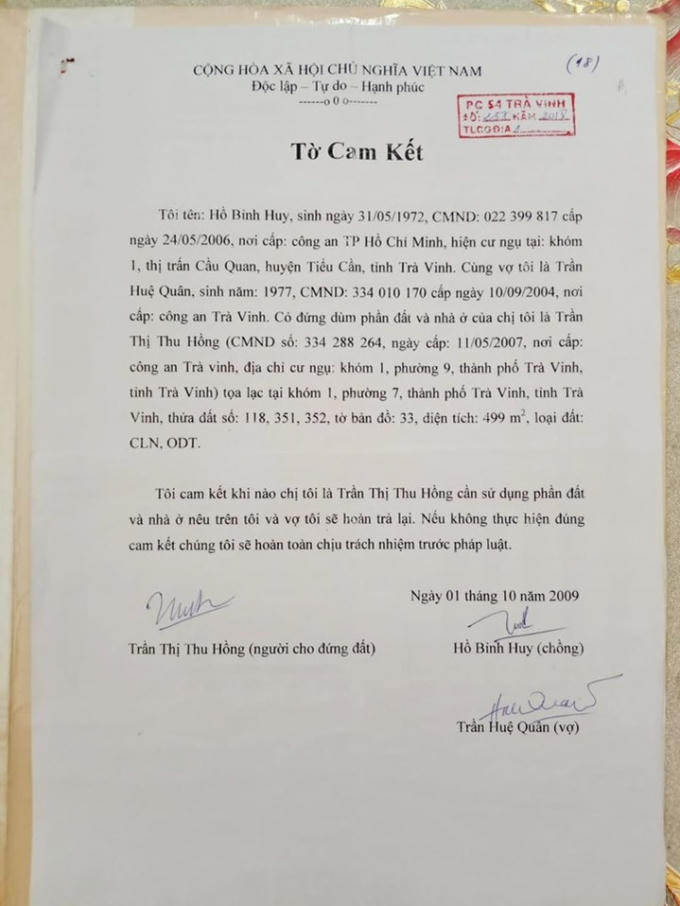 CỘNG HÒA XÃ HỘI CHỦ NGHĨA VIỆT NAM
(18)
Độc lập – Tự do – Hạnh phúc
------o 0 o-------
PC 54 TRÀ VINH
SỐ: NĂM 2018
TLCGĐ/A
Tờ Cam Kết
Tôi tên: Hồ Bỉnh Huy, sinh ngày 31/05/1972, CMND: 022 399 817 cấp
ngày 24/05/2006, nơi cấp: công an TP Hồ Chí Minh, hiện cư ngụ tại: khóm
1, thị trấn Cầu Quan, huyện Tiểu Cần, tỉnh Trà Vinh. Cùng vợ tôi là Trần
Huệ Quân, sinh năm: 1977, CMND: 334 010 170 cấp ngày 10/09/2004, nơi
cấp: công an Trà Vinh. Có đứng dùm phần đất và nhà ở của chị tôi là Trần
Thị Thu Hồng (CMND số: 334 288 264, ngày cấp: 11/05/2007, nơi cấp:
công an Trà vinh, địa chỉ cư ngụ: khóm 1, phường 9, thành phố Trà Vinh,
tỉnh Trà Vinh) tọa lạc tại khóm 1, phường 7, thành phố Trà Vinh, tỉnh Trà
Vinh, thửa đất số: 118, 351, 352, tờ bản đồ: 33, diện tích: 499 m², loại đất:
CLN, ODT.
Tôi cam kết khi nào chị tôi là Trần Thị Thu Hồng cần sử dụng phần đất
và nhà ở nêu trên tôi và vợ tôi sẽ hoàn trả lại. Nếu không thực hiện đúng
cam kết chúng tôi sẽ hoàn toàn chịu trách nhiệm trước pháp luật.
Ngày 01 tháng 10 năm 2009
Trần Thị Thu Hồng (người cho đứng đất)
Hồ Bỉnh Huy (chồng)
Trần Huệ Quân (vợ)